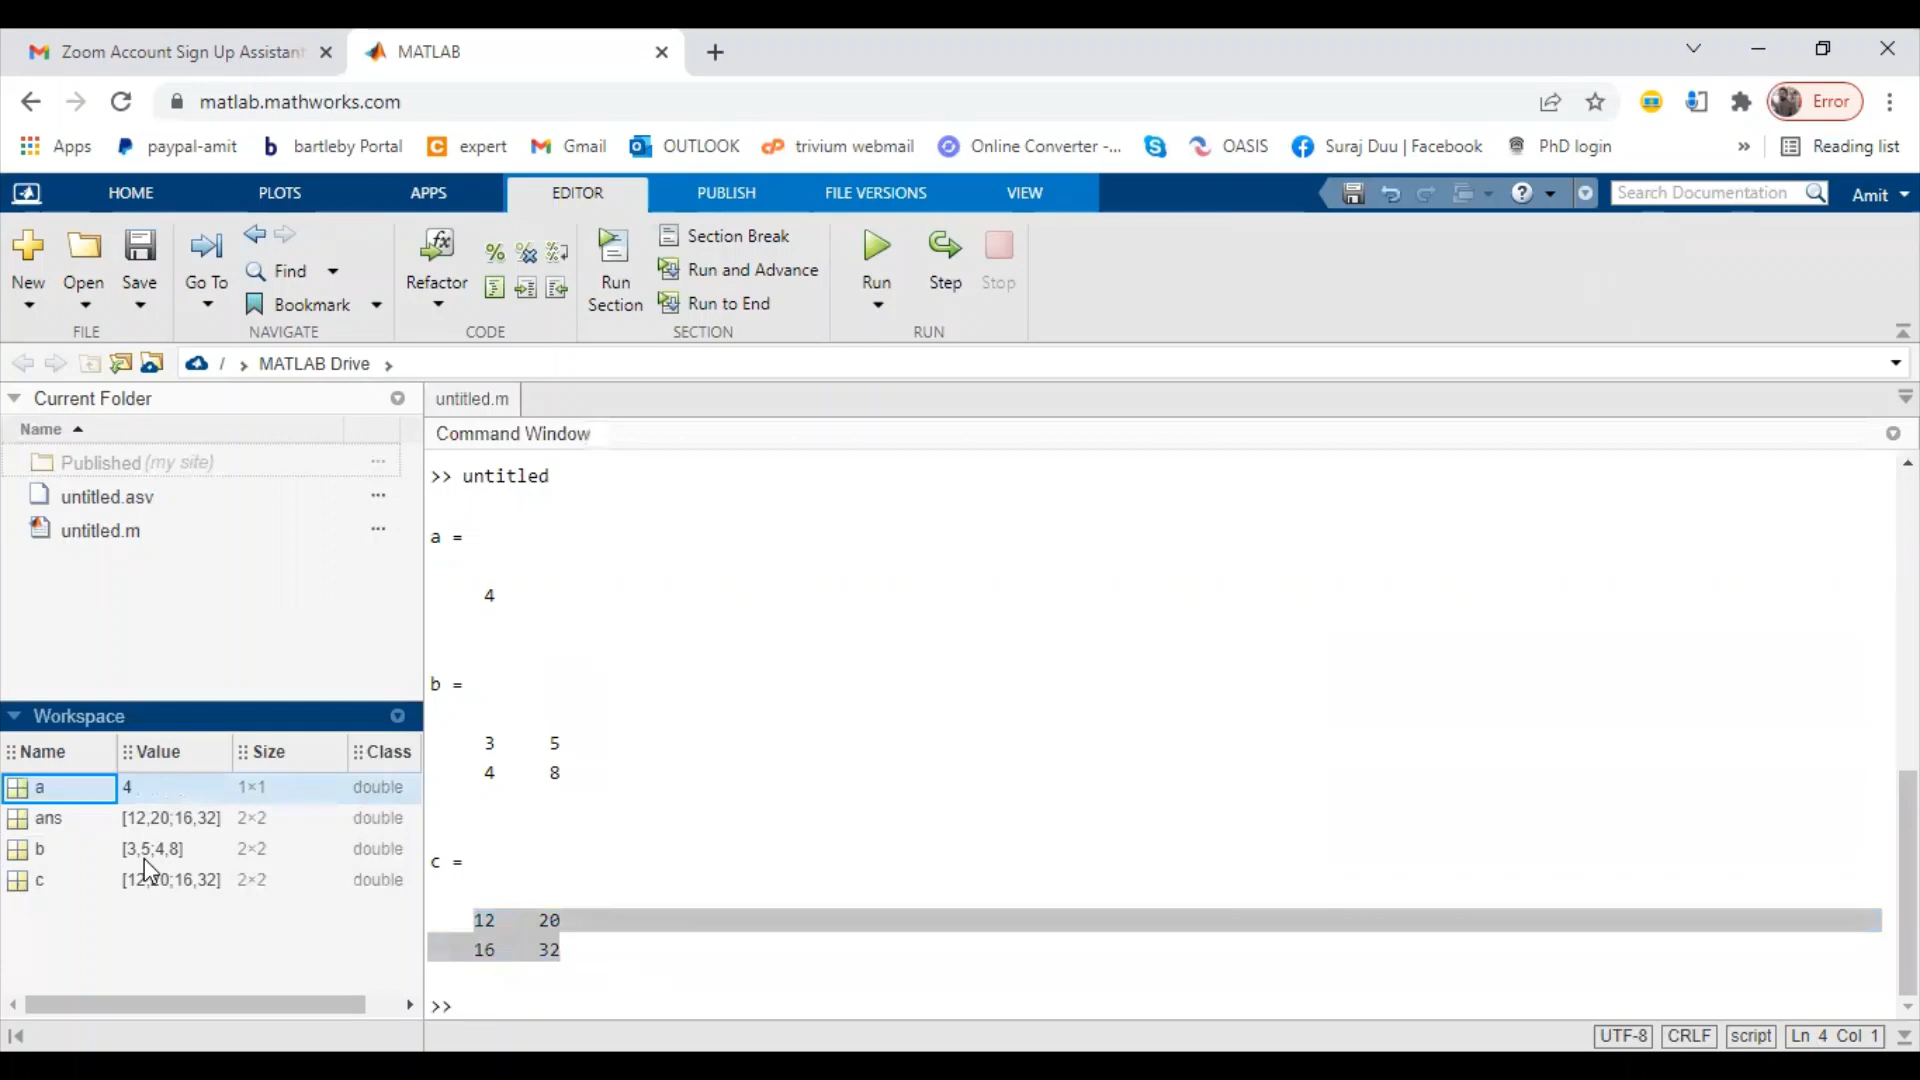 Zoom Account Sign Up Assistan
MATLAB
matlab.mathworks.com
Error
Apps paypal-amit bartleby Portal expert Gmail OUTLOOK trivium webmail Online Converter -... OASIS Suraj Duu | Facebook PhD login » Reading list
HOME PLOTS APPS EDITOR PUBLISH FILE VERSIONS VIEW Search Documentation Amit
New Open Save Go To Find Bookmark Refactor Run Section Section Break Run and Advance Run to End Run Step Stop
FILE NAVIGATE CODE SECTION RUN
/ > MATLAB Drive >
Current Folder
Name
Published (my site) ...
untitled.asv ...
untitled.m ...
Workspace
Name Value Size Class
a 4 1×1 double
ans [12,20;16,32] 2×2 double
b [3,5;4,8] 2×2 double
c [12,20;16,32] 2×2 double
untitled.m
Command Window
>> untitled
a =
4
b =
3 5
4 8
c =
12 20
16 32
>>
UTF-8 CRLF script Ln 4 Col 1